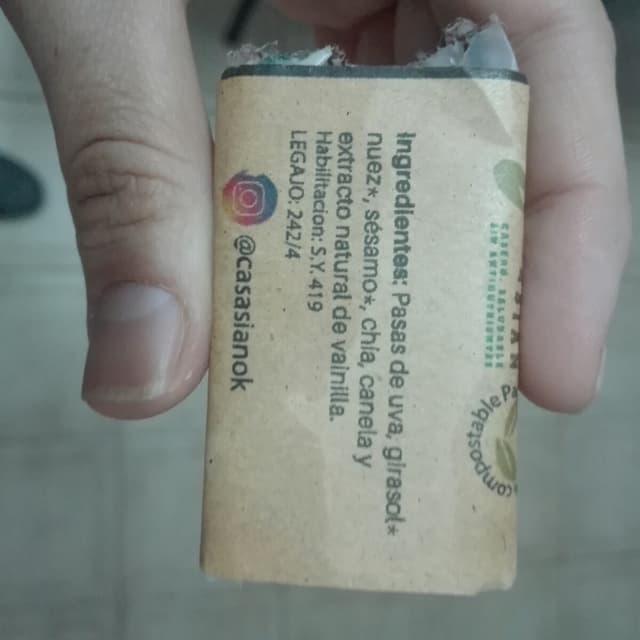 Ingredientes: Pasas de uva, girasol*
nuez*, sésamo*, chia, canela y
extracto natural de vainilla.
Habilitacion: S.Y. 419
LEGAJO: 242/4
@casasianok